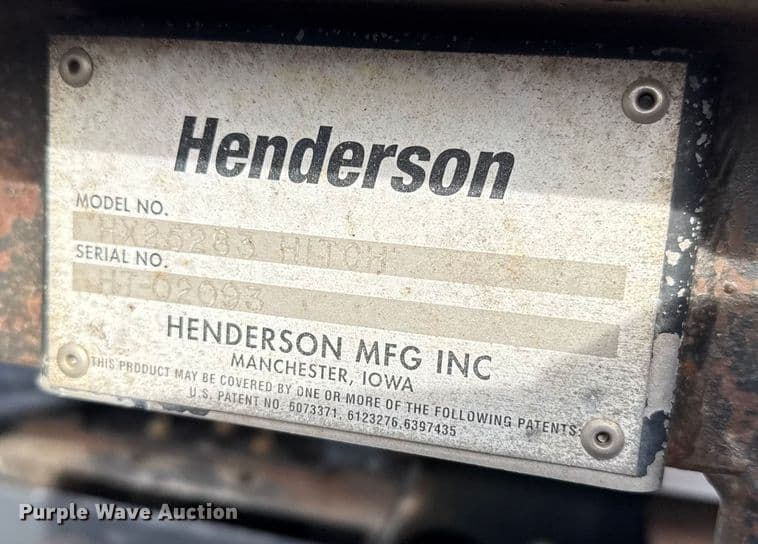 Henderson
MODEL NO.
HX25283 HITCH
SERIAL NO.
HT-02093
HENDERSON MFG INC
MANCHESTER, IOWA
THIS PRODUCT MAY BE COVERED BY ONE OR MORE OF THE FOLLOWING PATENTS:
U.S. PATENT NO. 6073371, 6123276,6397435
Purple Wave Auction